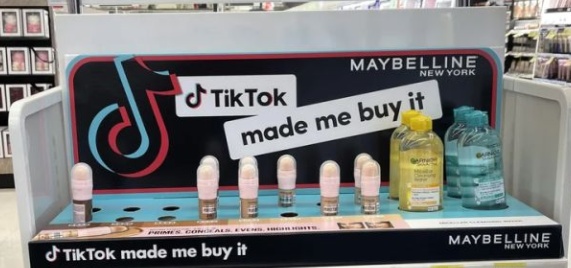 MAYBELLINE
NEW YORK
TikTok
made me buy it
GARNIER
PRIMES. CONCEALS. EVENS. HIGHLIGHTS.
TikTok made me buy it
MAYBELLINE
NEW YORK